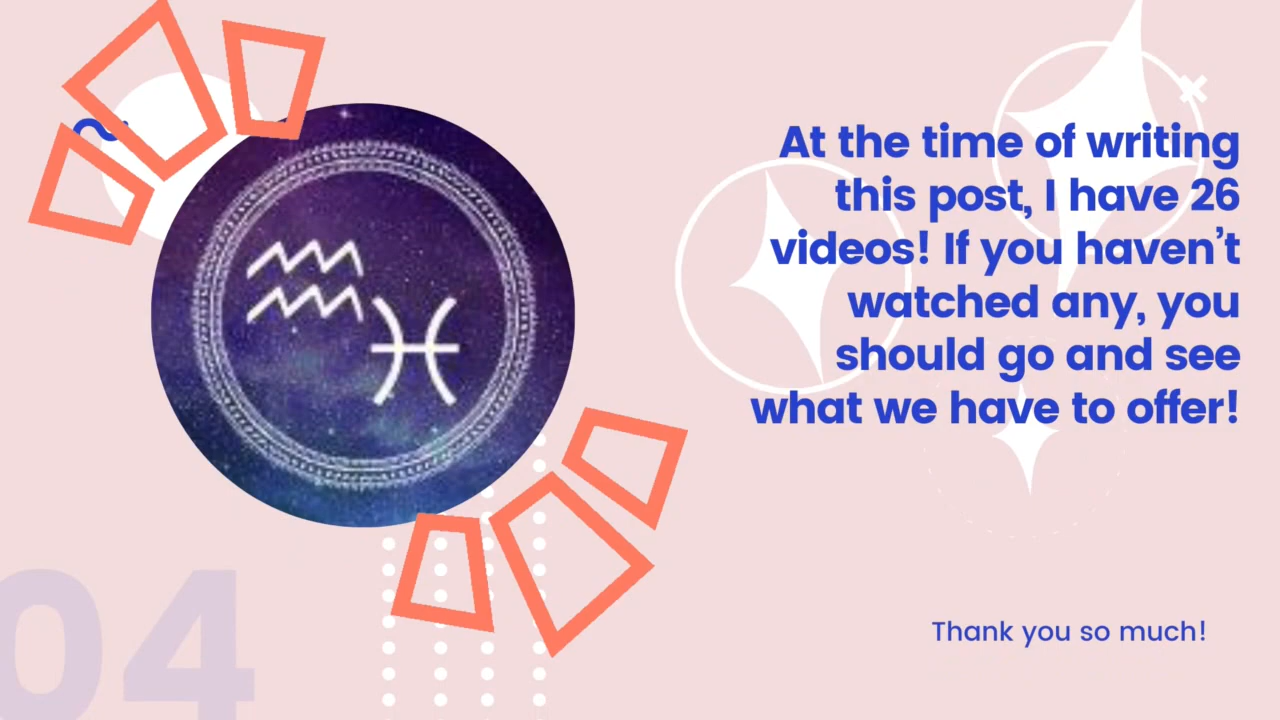 At the time of writing
this post, I have 26
videos! If you haven’t
watched any, you
should go and see
what we have to offer!
Thank you so much!
04